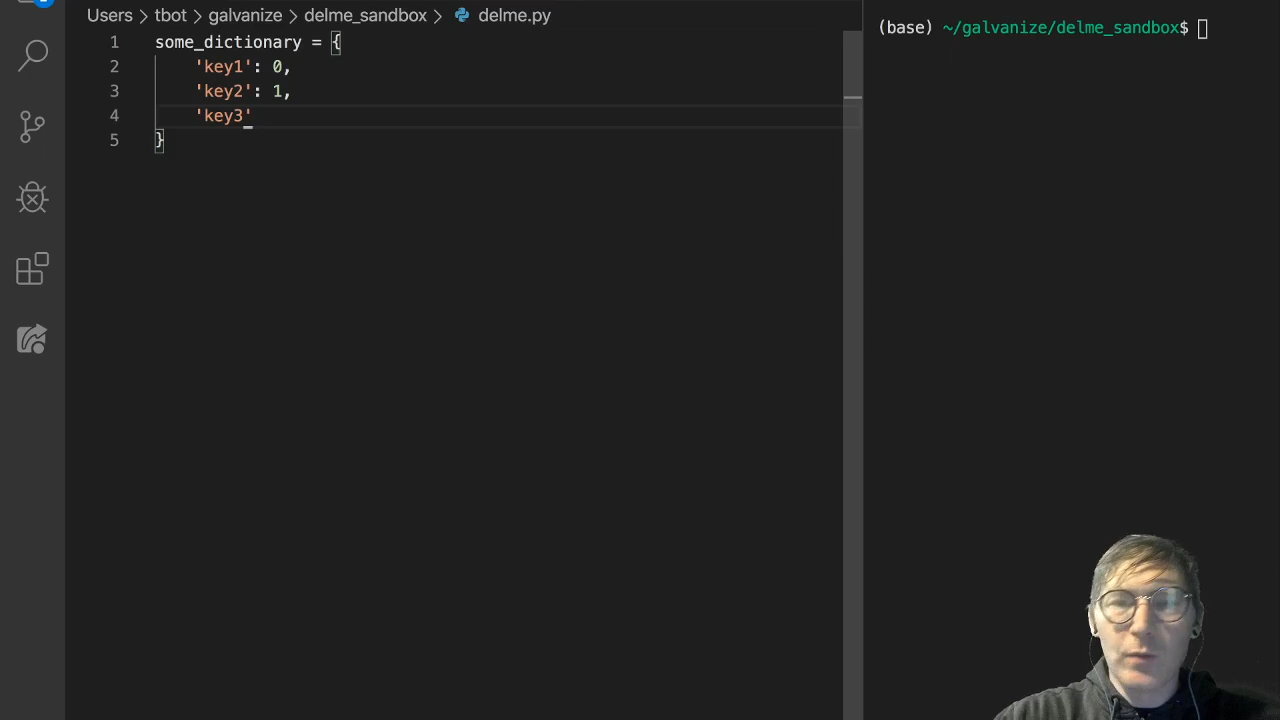 Users > tbot > galvanize > delme_sandbox > delme.py
1 some_dictionary = {
2 'key1': 0,
3 'key2': 1,
4 'key3'
5 }
(base) ~/galvanize/delme_sandbox$